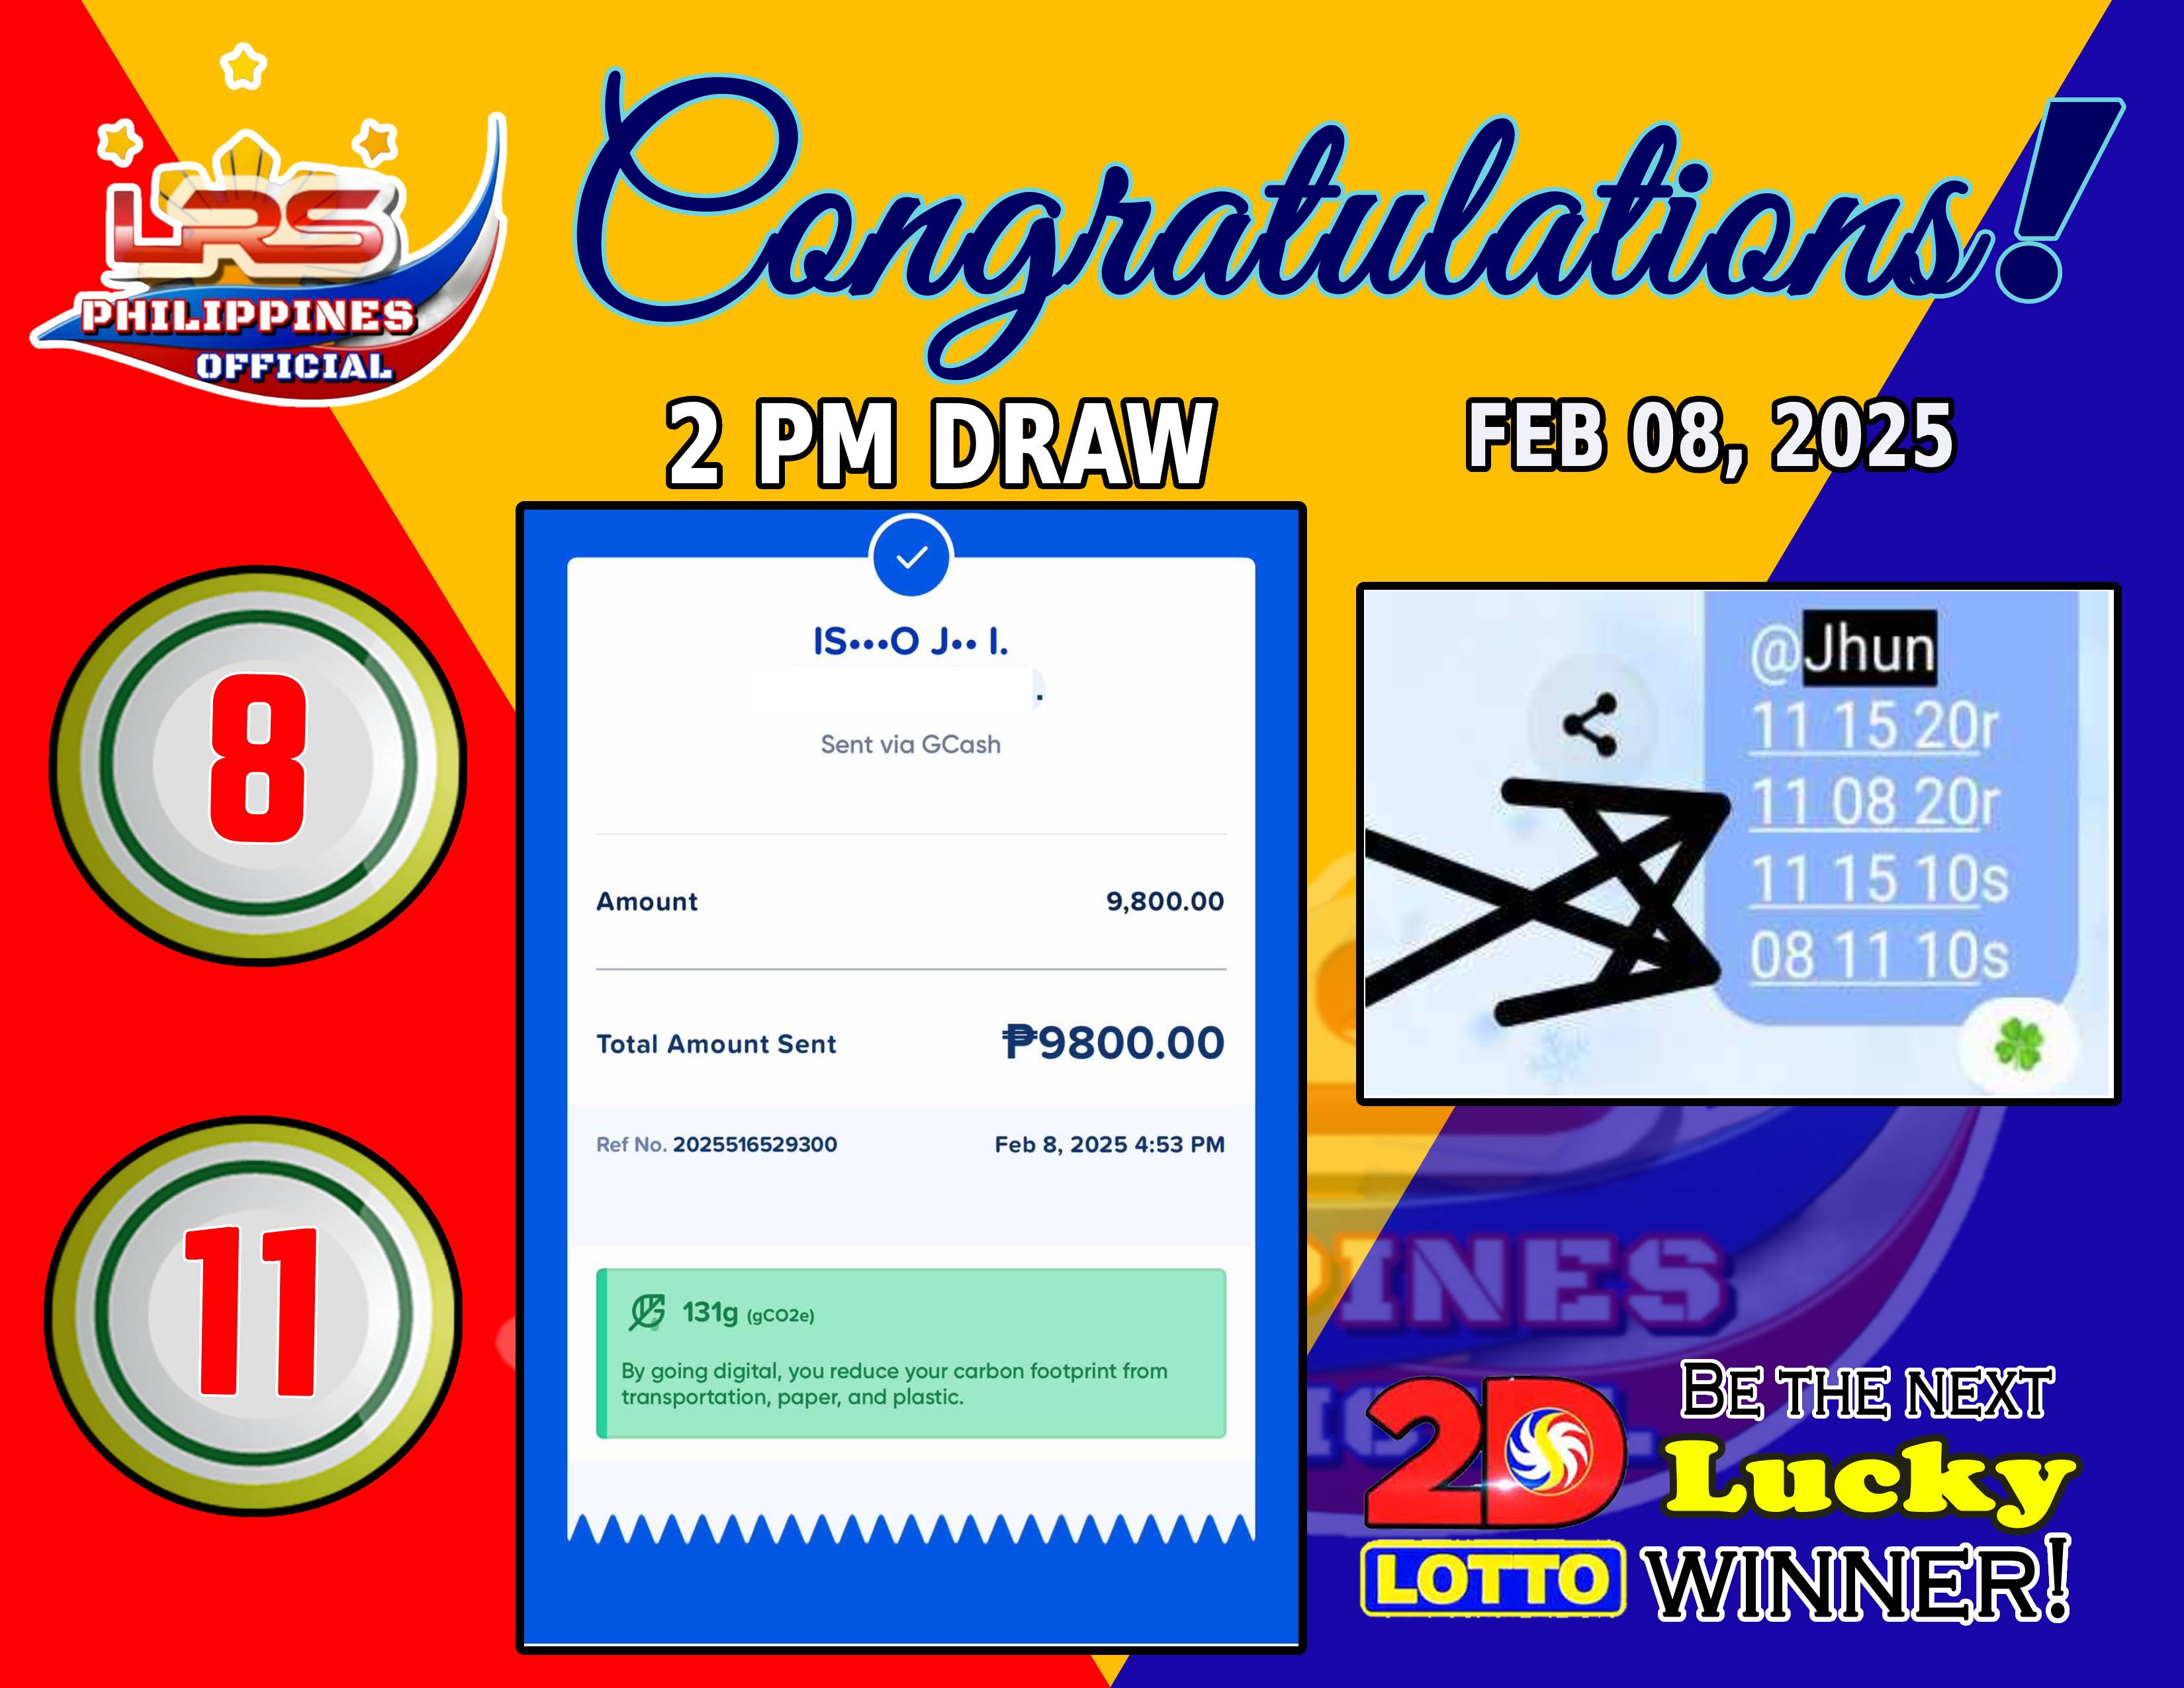 LRS
PHILIPPINES
OFFICIAL
Congratulations!
2 PM DRAW
FEB 08, 2025
8
11
IS•••O J•• I.
.
Sent via GCash
Amount 9,800.00
Total Amount Sent ₱9800.00
Ref No. 2025516529300 Feb 8, 2025 4:53 PM
131g (gCO2e)
By going digital, you reduce your carbon footprint from
transportation, paper, and plastic.
@Jhun
11 15 20r
11 08 20r
11 15 10s
08 11 10s
PINES
2D
LOTTO
BE THE NEXT
Lucky
WINNER!